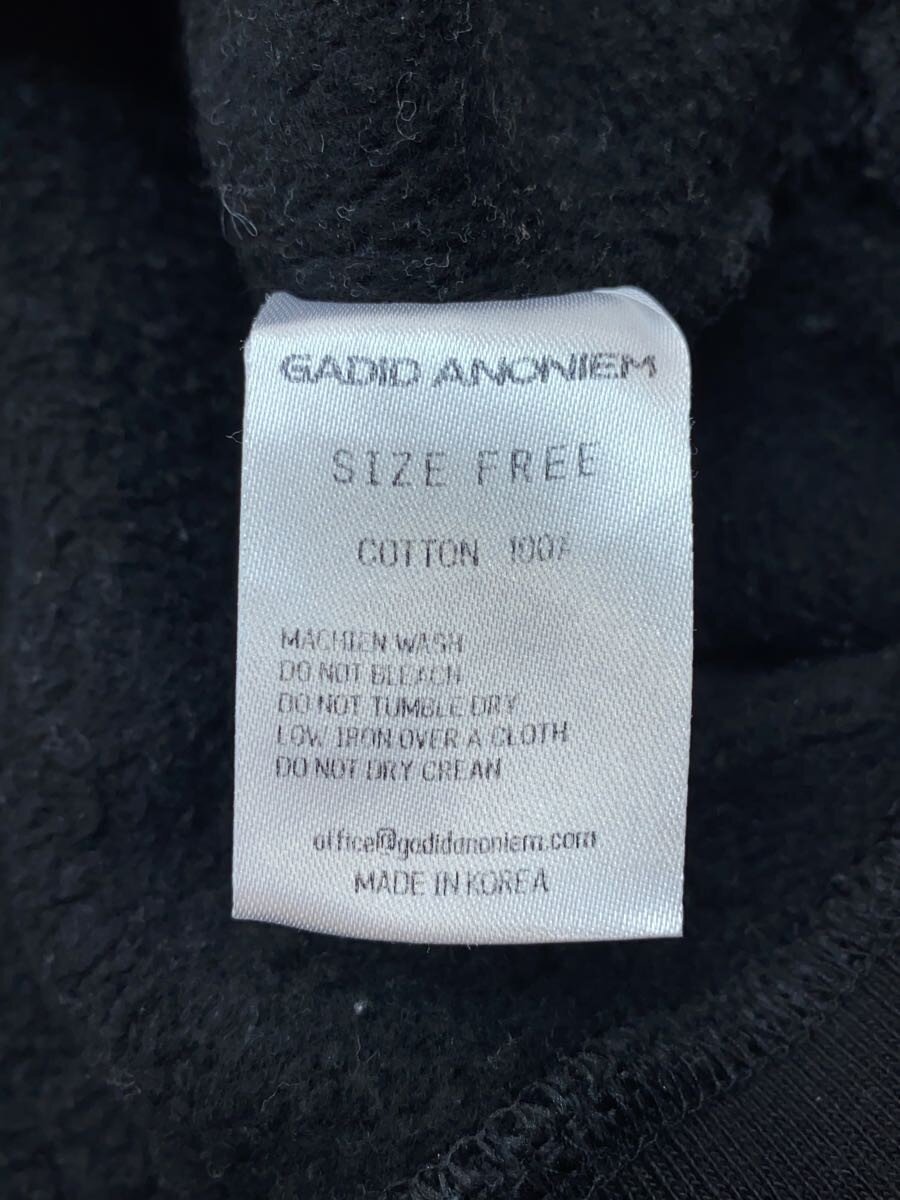 GADID ANONIEM
SIZE FREE
COTTON 100%
MACHIEN WASH
DO NOT BLEACH
DO NOT TUMBLE DRY
LOW IRON OVER A CLOTH
DO NOT DRY CREAN
office@gadidanoniem.com
MADE IN KOREA